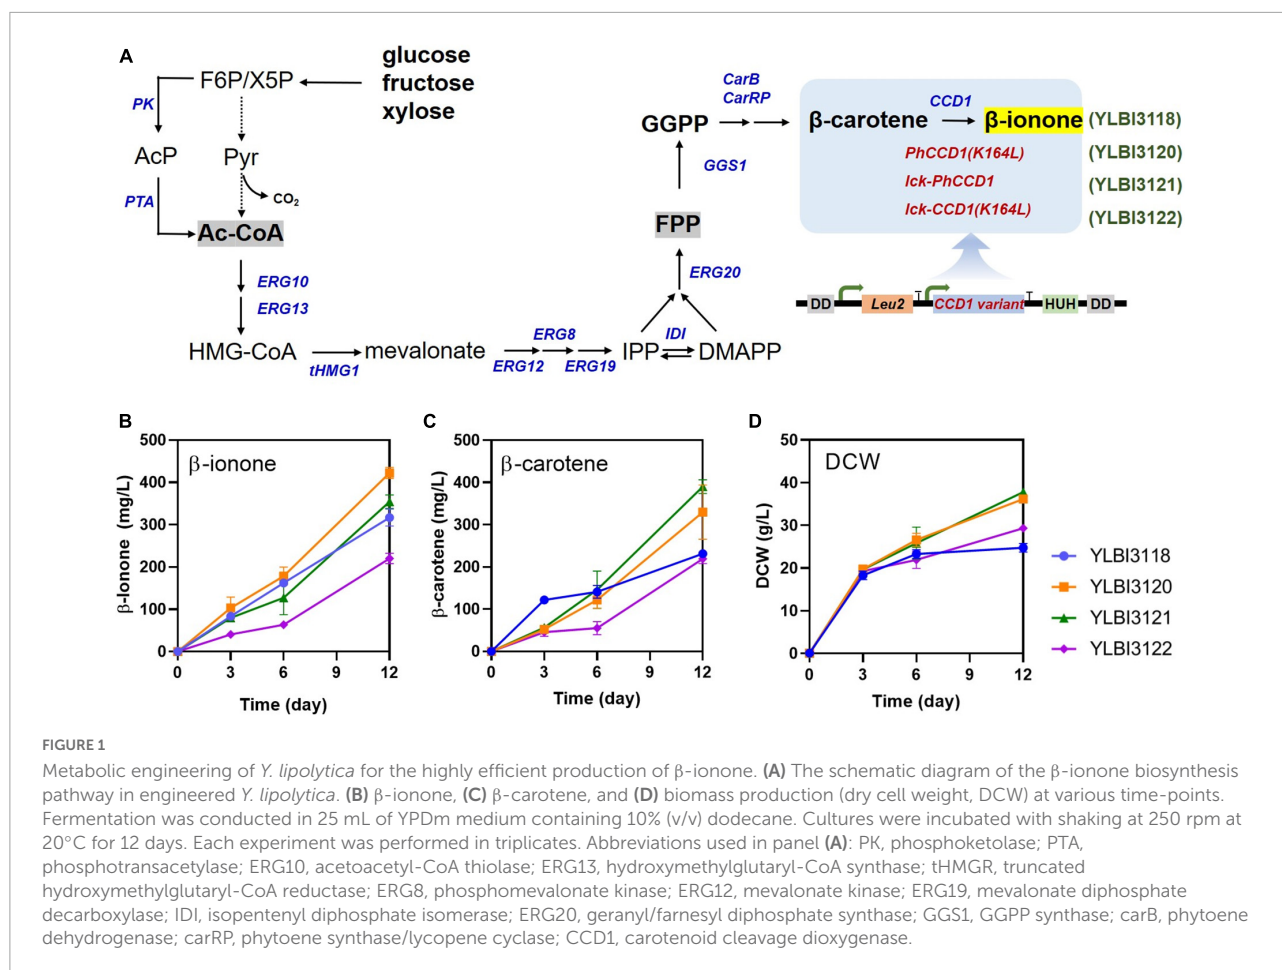 A
glucose
fructose
xylose
F6P/X5P
PK
AcP
Pyr
CO2
PTA
Ac-CoA
ERG10
ERG13
HMG-CoA
tHMG1
mevalonate
ERG8
ERG12
ERG19
IPP
IDI
DMAPP
ERG20
FPP
GGS1
GGPP
CarB
CarRP
β-carotene
CCD1
β-ionone
(YLBI3118)
PhCCD1(K164L)
(YLBI3120)
lck-PhCCD1
(YLBI3121)
lck-CCD1(K164L)
(YLBI3122)
DD
Leu2
CCD1 variant
HUH
DD
B
β-ionone
β-Ionone (mg/L)
500
400
300
200
100
0
0 3 6 9 12
Time (day)
C
β-carotene
β-carotene (mg/L)
500
400
300
200
100
0
0 3 6 9 12
Time (day)
D
DCW
DCW (g/L)
50
40
30
20
10
0
0 3 6 9 12
Time (day)
YLBI3118
YLBI3120
YLBI3121
YLBI3122
FIGURE 1
Metabolic engineering of Y. lipolytica for the highly efficient production of β-ionone. (A) The schematic diagram of the β-ionone biosynthesis
pathway in engineered Y. lipolytica. (B) β-ionone, (C) β-carotene, and (D) biomass production (dry cell weight, DCW) at various time-points.
Fermentation was conducted in 25 mL of YPDm medium containing 10% (v/v) dodecane. Cultures were incubated with shaking at 250 rpm at
20°C for 12 days. Each experiment was performed in triplicates. Abbreviations used in panel (A): PK, phosphoketolase; PTA,
phosphotransacetylase; ERG10, acetoacetyl-CoA thiolase; ERG13, hydroxymethylglutaryl-CoA synthase; tHMGR, truncated
hydroxymethylglutaryl-CoA reductase; ERG8, phosphomevalonate kinase; ERG12, mevalonate kinase; ERG19, mevalonate diphosphate
decarboxylase; IDI, isopentenyl diphosphate isomerase; ERG20, geranyl/farnesyl diphosphate synthase; GGS1, GGPP synthase; carB, phytoene
dehydrogenase; carRP, phytoene synthase/lycopene cyclase; CCD1, carotenoid cleavage dioxygenase.